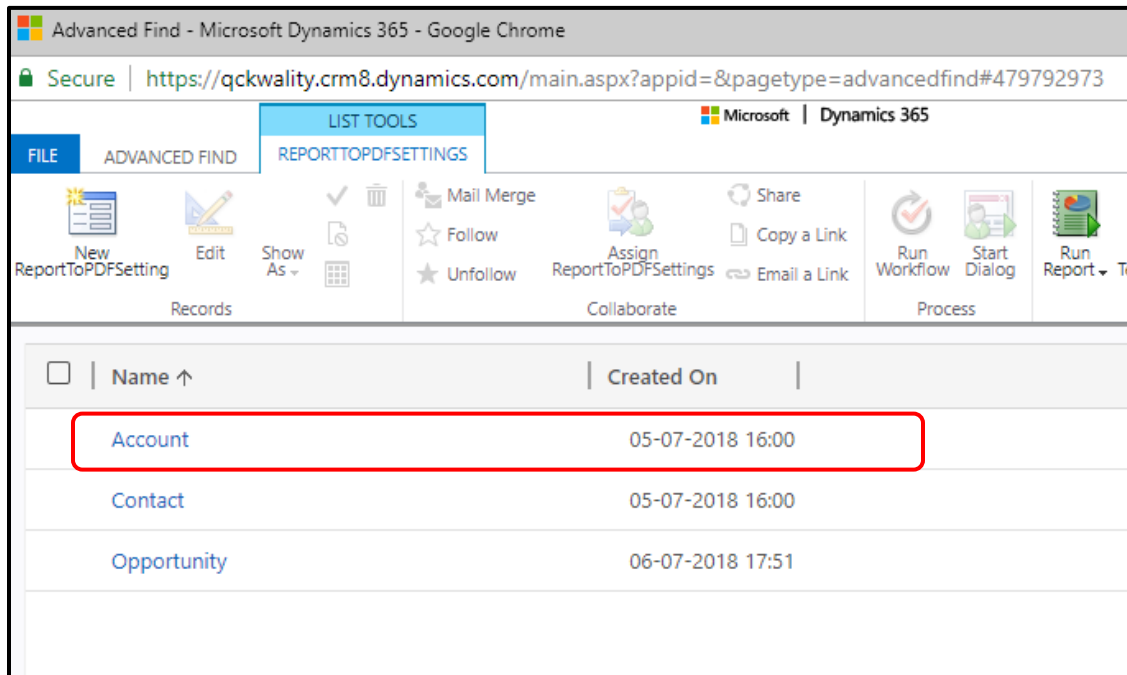 Advanced Find - Microsoft Dynamics 365 - Google Chrome
Secure | https://qckwality.crm8.dynamics.com/main.aspx?appid=&pagetype=advancedfind#479792973
LIST TOOLS
Microsoft | Dynamics 365
FILE ADVANCED FIND REPORTTOPDFSETTINGS
Mail Merge Share
Follow Copy a Link
New ReportToPDFSetting
Edit
Show As
Unfollow
Assign ReportToPDFSettings
Email a Link
Run Workflow
Start Dialog
Run Report
Records Collaborate Process
Name ↑ Created On
Account 05-07-2018 16:00
Contact 05-07-2018 16:00
Opportunity 06-07-2018 17:51